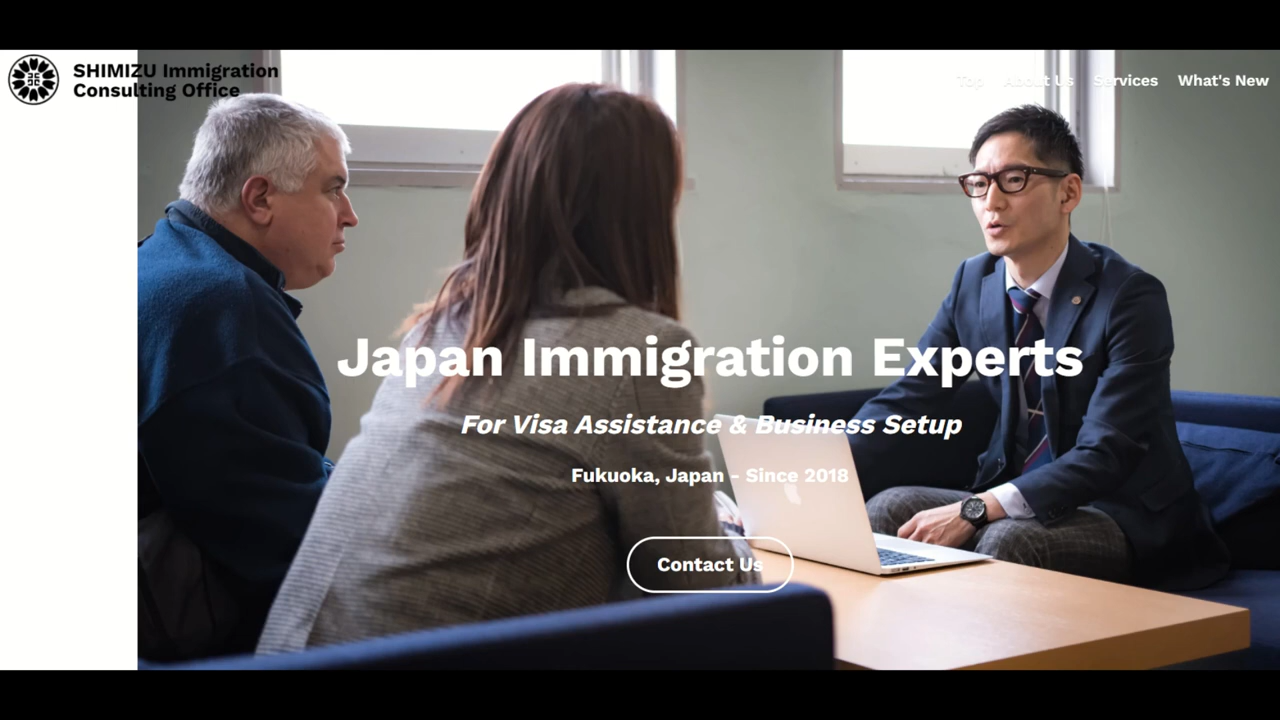 SHIMIZU Immigration
Consulting Office
Top About Us Services What's New
Japan Immigration Experts
For Visa Assistance & Business Setup
Fukuoka, Japan - Since 2018
Contact Us